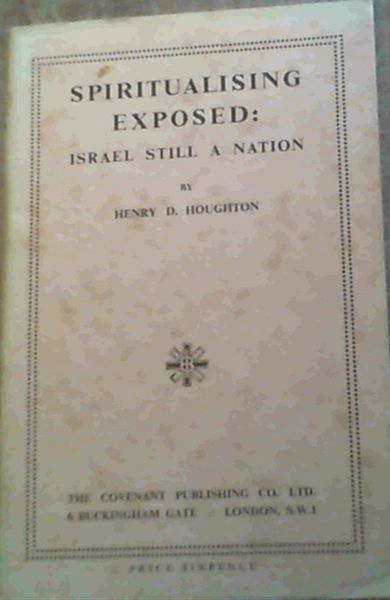 SPIRITUALISING
EXPOSED:
ISRAEL STILL A NATION
BY
HENRY D. HOUGHTON
THE COVENANT PUBLISHING CO. LTD.
6 BUCKINGHAM GATE : LONDON, S.W.1
PRICE SIXPENCE